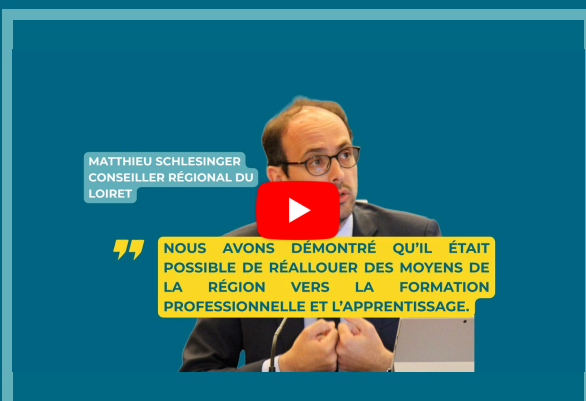 MATTHIEU SCHLESINGER
CONSEILLER RÉGIONAL DU
LOIRET
NOUS AVONS DÉMONTRÉ QU'IL ÉTAIT
POSSIBLE DE RÉALLOUER DES MOYENS DE
LA RÉGION VERS LA FORMATION
PROFESSIONNELLE ET L'APPRENTISSAGE.